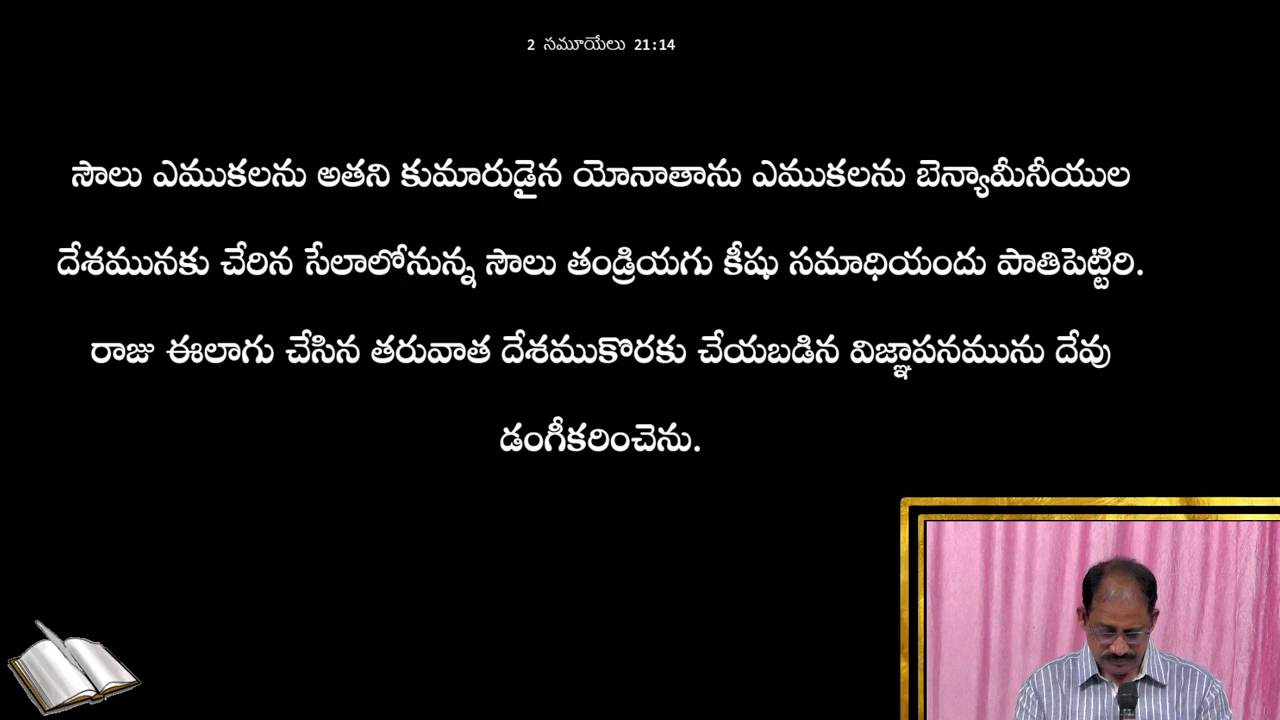 2 సమూయేలు 21:14
సౌలు ఎముకలను అతని కుమారుడైన యోనాతాను ఎముకలను బెన్యామీనీయుల
దేశమునకు చేరిన సేలాలోనున్న సౌలు తండ్రియగు కీషు సమాధియందు పాతిపెట్టిరి.
రాజు ఈలాగు చేసిన తరువాత దేశముకొరకు చేయబడిన విజ్ఞాపనమును దేవు
డంగీకరించెను.